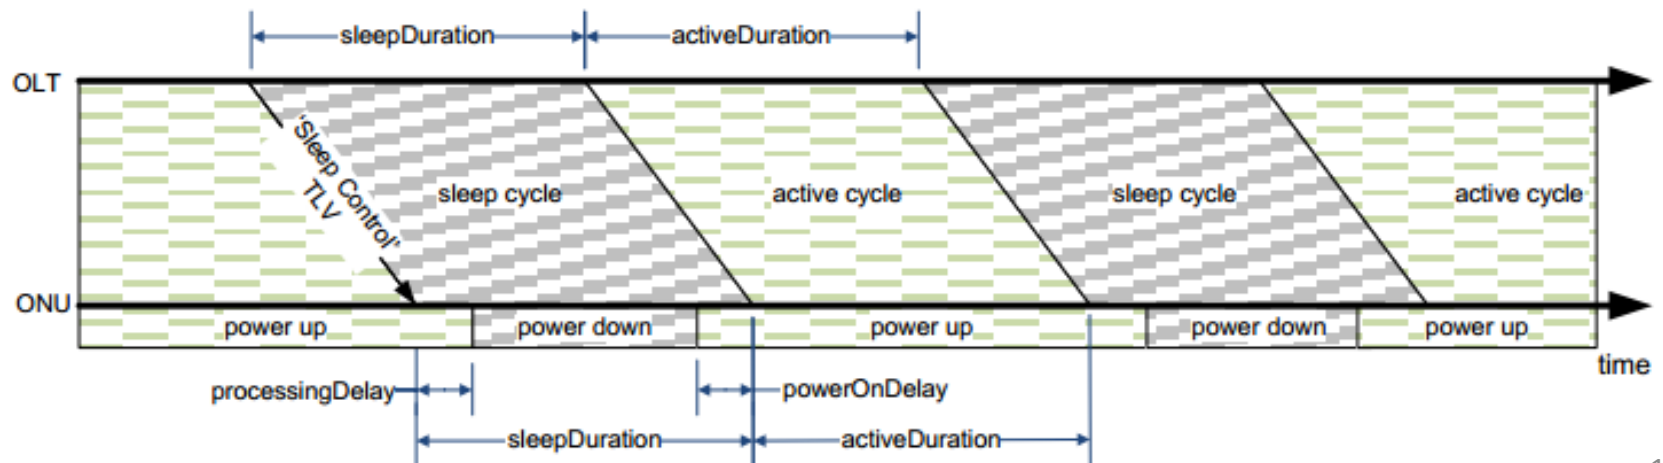 sleepDuration
activeDuration
OLT
'Sleep Control'
TLV
sleep cycle
active cycle
sleep cycle
active cycle
ONU
power up
power down
power up
power down
power up
time
processingDelay
powerOnDelay
sleepDuration
activeDuration